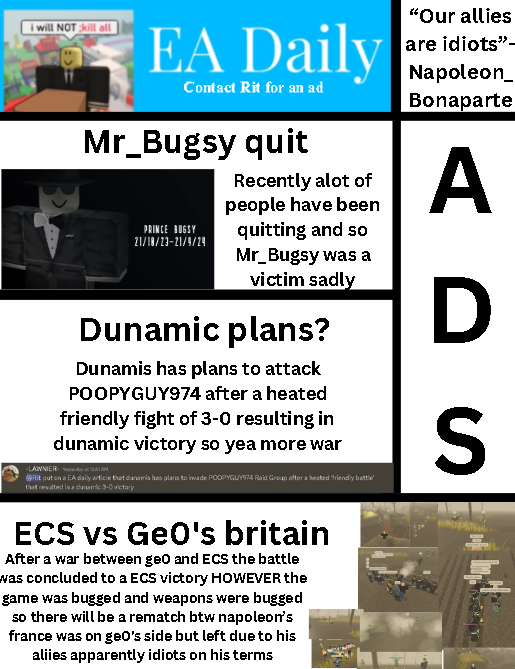 i will NOT ;kill all
EA Daily
Contact Rit for an ad
“Our allies
are idiots”-
Napoleon_
Bonaparte
Mr_Bugsy quit
PRINCE BUGSY
21/10/23-21/9/24
Recently alot of
people have been
quitting and so
Mr_Bugsy was a
victim sadly
A
D
S
Dunamic plans?
Dunamis has plans to attack
POOPYGUY974 after a heated
friendly fight of 3-0 resulting in
dunamic victory so yea more war
~LAWNIER~ Yesterday at
@Rit put on a EA daily article that dunamis has plans to invade POOPYGUY974 Raid Group after a heated 'friendly battle'
that resulted in a dunamic 3-0 victory
ECS vs Ge0's britain
After a war between ge0 and ECS the battle
was concluded to a ECS victory HOWEVER the
game was bugged and weapons were bugged
so there will be a rematch btw napoleon’s
france was on ge0's side but left due to his
aliies apparently idiots on his terms